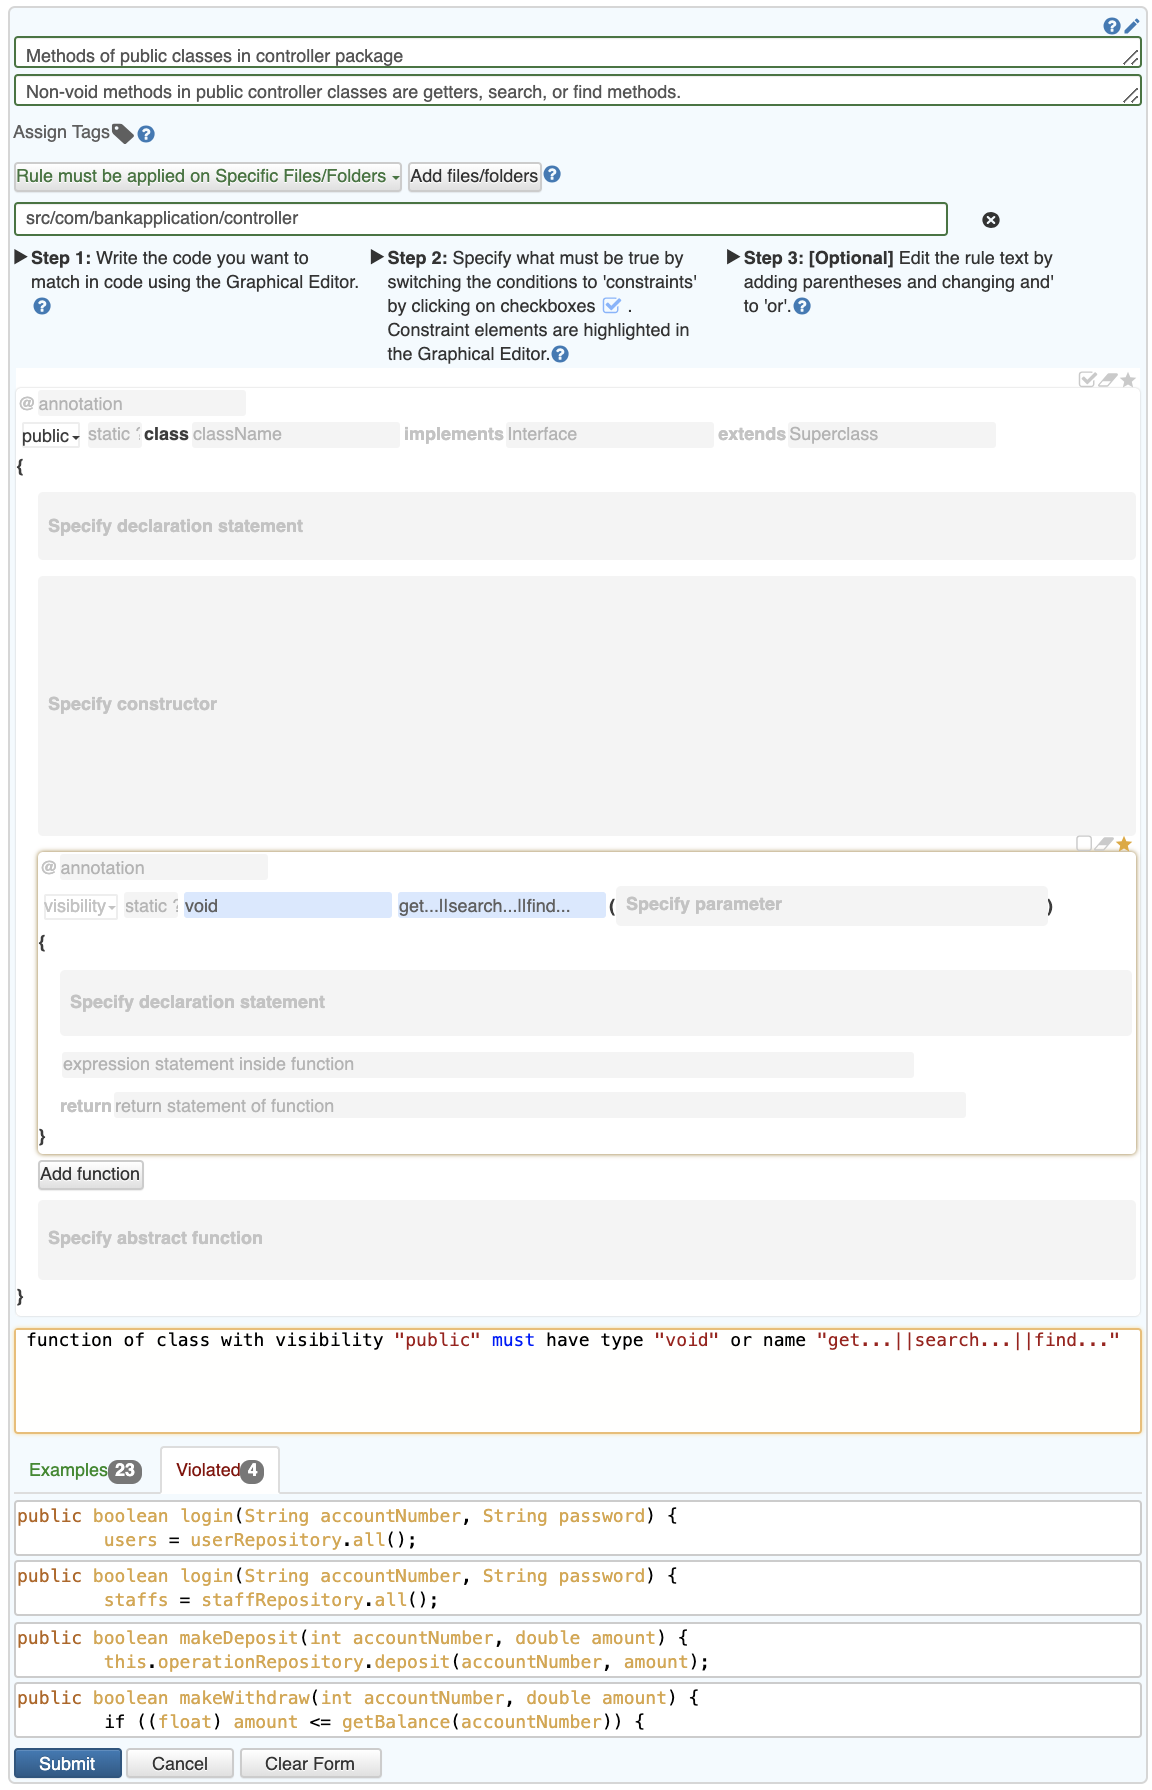 Methods of public classes in controller package
Non-void methods in public controller classes are getters, search, or find methods.
Assign Tags
Rule must be applied on Specific Files/Folders Add files/folders
src/com/bankapplication/controller
Step 1: Write the code you want to match in code using the Graphical Editor.
Step 2: Specify what must be true by switching the conditions to 'constraints' by clicking on checkboxes . Constraint elements are highlighted in the Graphical Editor.
Step 3: [Optional] Edit the rule text by adding parentheses and changing and' to 'or'.
@ annotation
public static ? class className implements Interface extends Superclass
{
Specify declaration statement
Specify constructor
@ annotation
visibility static ? void get...||search...||find... ( Specify parameter )
{
Specify declaration statement
expression statement inside function
return return statement of function
}
Add function
Specify abstract function
}
function of class with visibility "public" must have type "void" or name "get...||search...||find..."
Examples 23 Violated 4
public boolean login(String accountNumber, String password) {
users = userRepository.all();
public boolean login(String accountNumber, String password) {
staffs = staffRepository.all();
public boolean makeDeposit(int accountNumber, double amount) {
this.operationRepository.deposit(accountNumber, amount);
public boolean makeWithdraw(int accountNumber, double amount) {
if ((float) amount <= getBalance(accountNumber)) {
Submit Cancel Clear Form